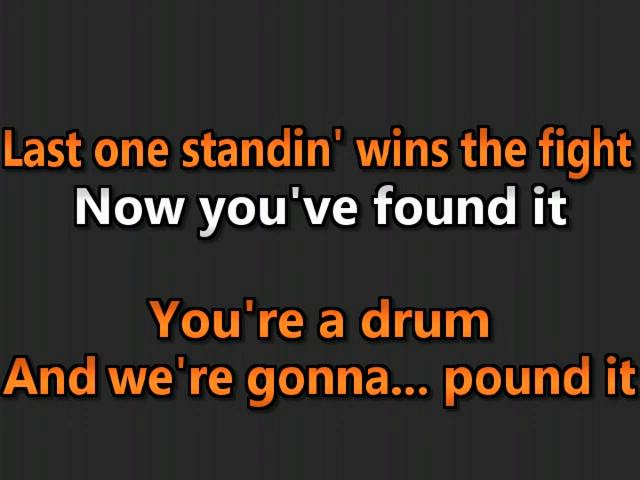 Last one standin' wins the fight
Now you've found it
You're a drum
And we're gonna... pound it